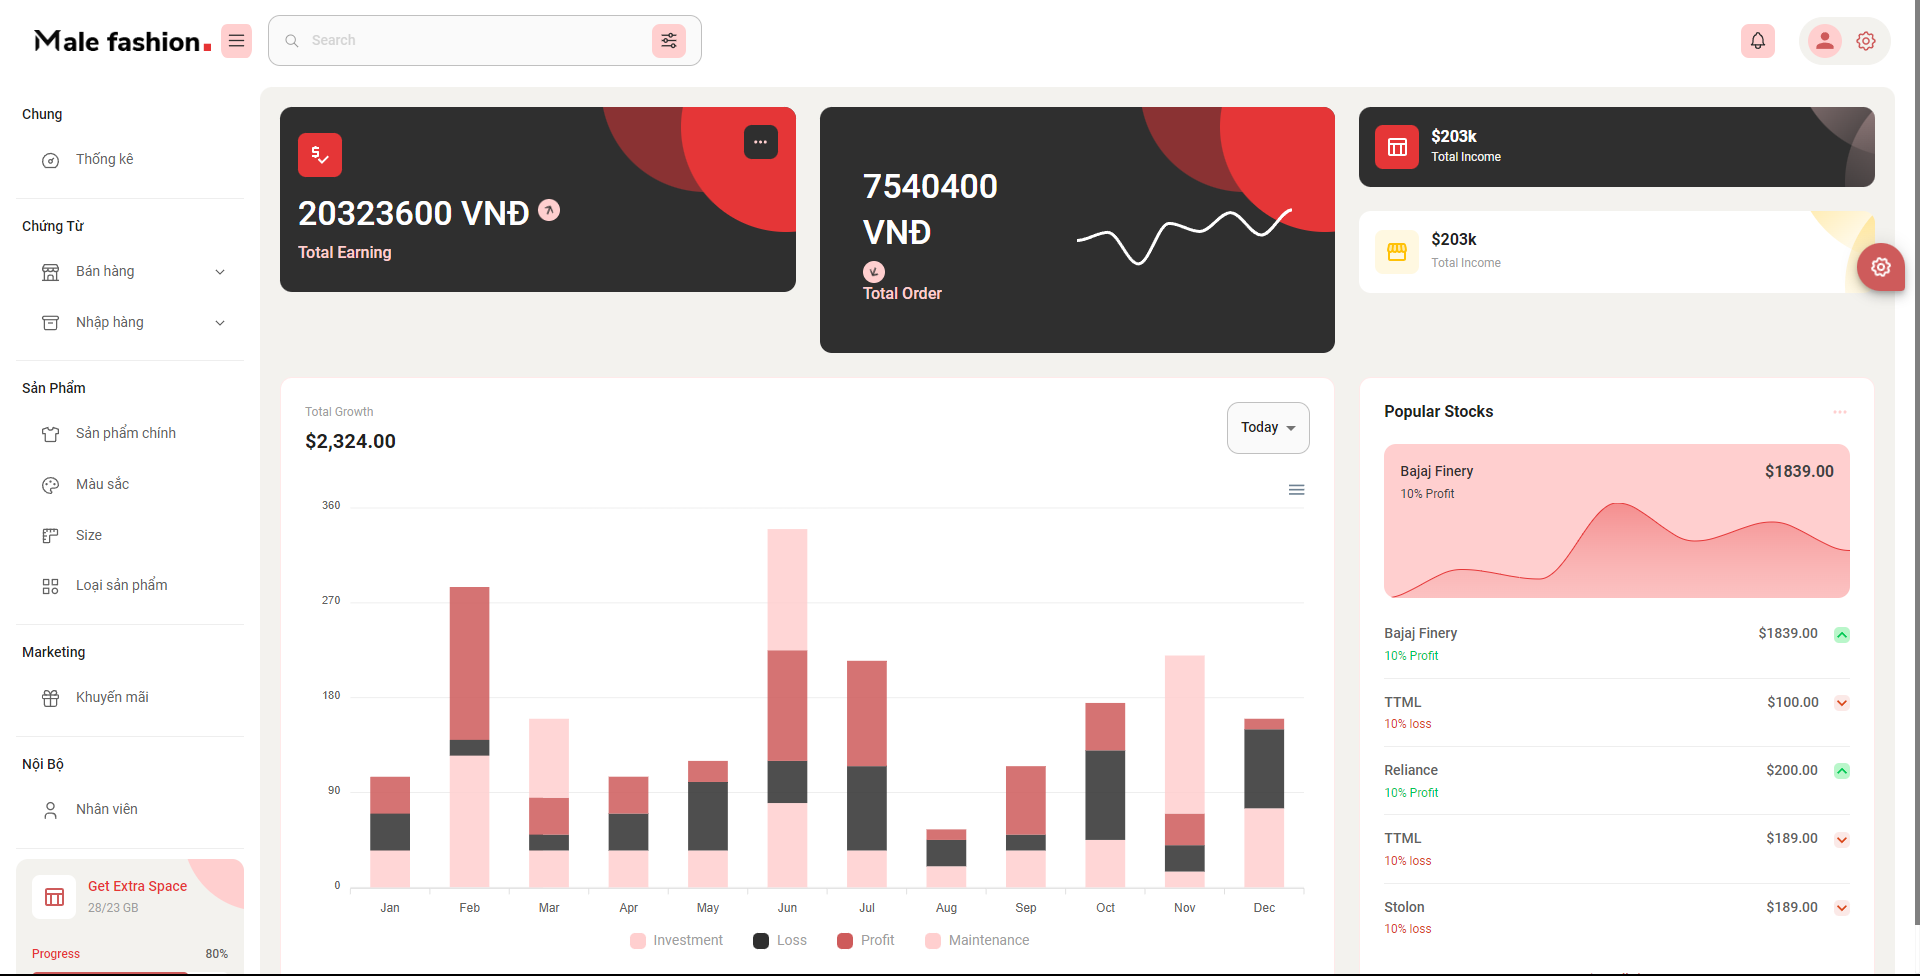 Male fashion.
Search
Chung
Thống kê
Chứng Từ
Bán hàng
Nhập hàng
Sản Phẩm
Sản phẩm chính
Màu sắc
Size
Loại sản phẩm
Marketing
Khuyến mãi
Nội Bộ
Nhân viên
Get Extra Space
28/23 GB
Progress 80%
20323600 VNĐ
Total Earning
7540400
VNĐ
Total Order
$203k
Total Income
$203k
Total Income
Total Growth
$2,324.00
Today
360
270
180
90
0
Jan Feb Mar Apr May Jun Jul Aug Sep Oct Nov Dec
Investment Loss Profit Maintenance
Popular Stocks
Bajaj Finery $1839.00
10% Profit
Bajaj Finery $1839.00
10% Profit
TTML $100.00
10% loss
Reliance $200.00
10% Profit
TTML $189.00
10% loss
Stolon $189.00
10% loss